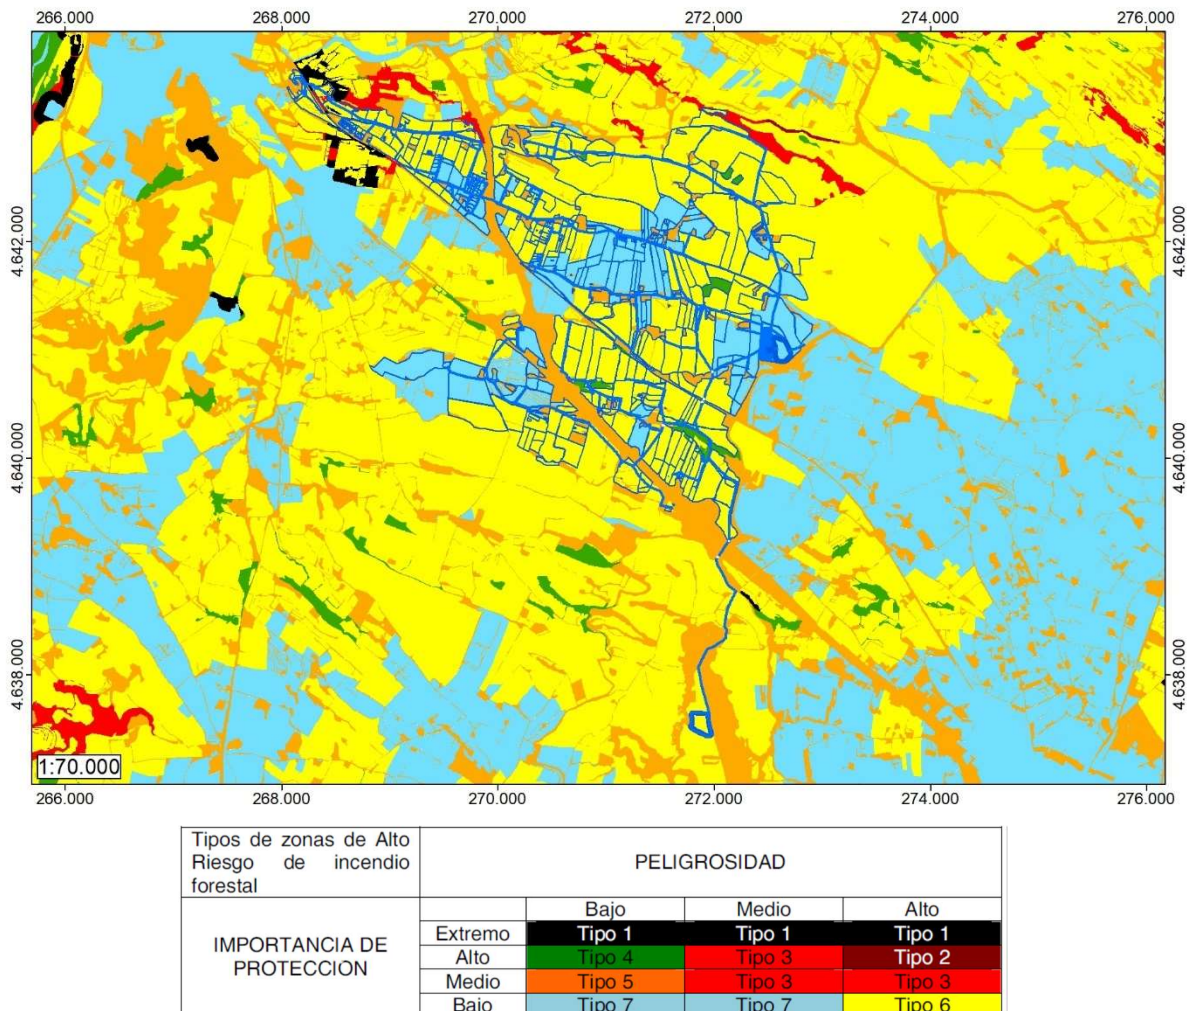 266.000 268.000 270.000 272.000 274.000 276.000
4.642.000 4.642.000
4.640.000 4.640.000
4.638.000 4.638.000
1:70.000
266.000 268.000 270.000 272.000 274.000 276.000
Tipos de zonas de Alto
Riesgo de incendio
forestal
PELIGROSIDAD
IMPORTANCIA DE
PROTECCION
Bajo Medio Alto
Extremo Tipo 1 Tipo 1 Tipo 1
Alto Tipo 4 Tipo 3 Tipo 2
Medio Tipo 5 Tipo 3 Tipo 3
Bajo Tipo 7 Tipo 7 Tipo 6